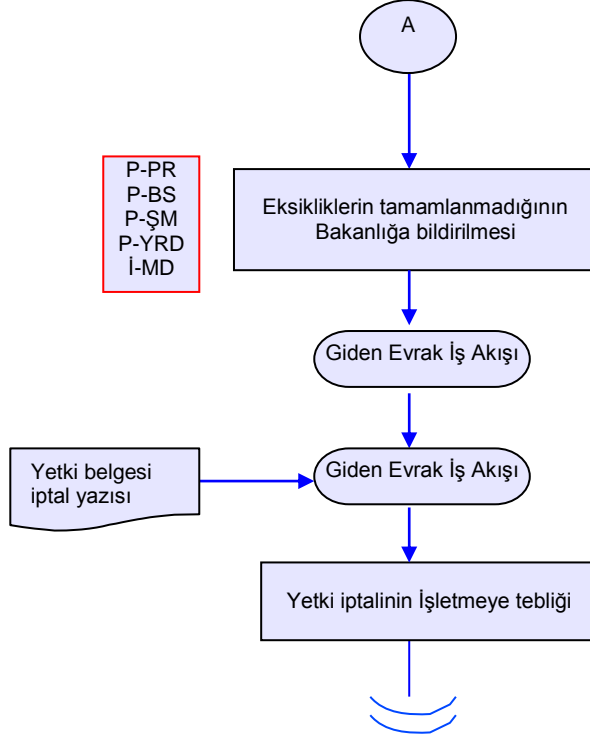 A
P-PR
P-BS
P-ŞM
P-YRD
İ-MD
Eksikliklerin tamamlanmadığının
Bakanlığa bildirilmesi
Giden Evrak İş Akışı
Yetki belgesi
iptal yazısı
Giden Evrak İş Akışı
Yetki iptalinin İşletmeye tebliği